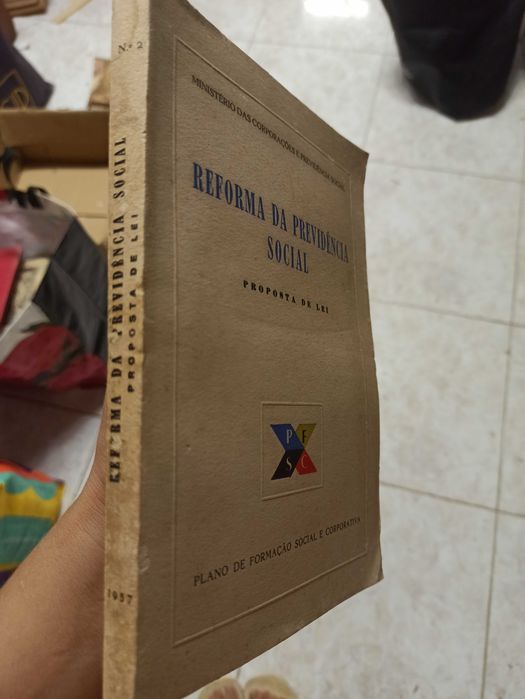 N.º 2
REFORMA DA PREVIDÊNCIA SOCIAL
PROPOSTA DE LEI
1957
MINISTÉRIO DAS CORPORAÇÕES E PREVIDÊNCIA SOCIAL
REFORMA DA PREVIDÊNCIA
SOCIAL
PROPOSTA DE LEI
P F
S C
PLANO DE FORMAÇÃO SOCIAL E CORPORATIVA